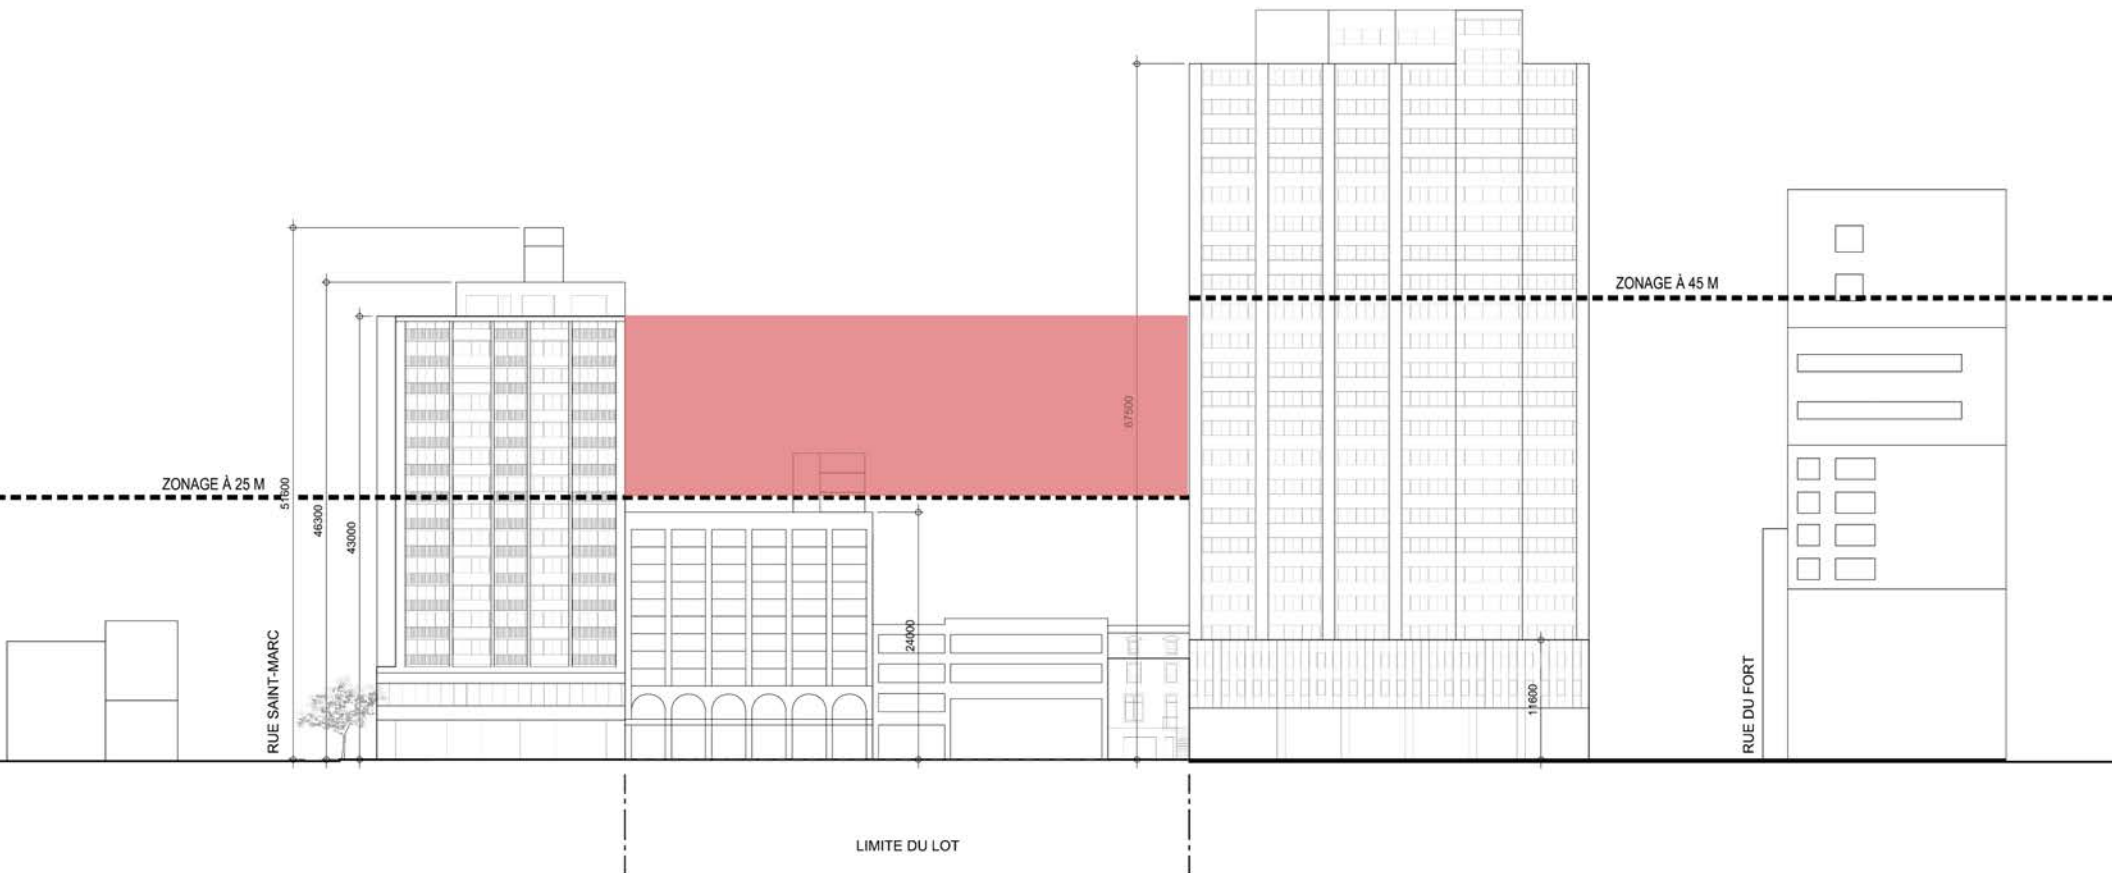 ZONAGE À 45 M
ZONAGE À 25 M
51600
46300
43000
67500
24000
11600
RUE SAINT-MARC
RUE DU FORT
LIMITE DU LOT